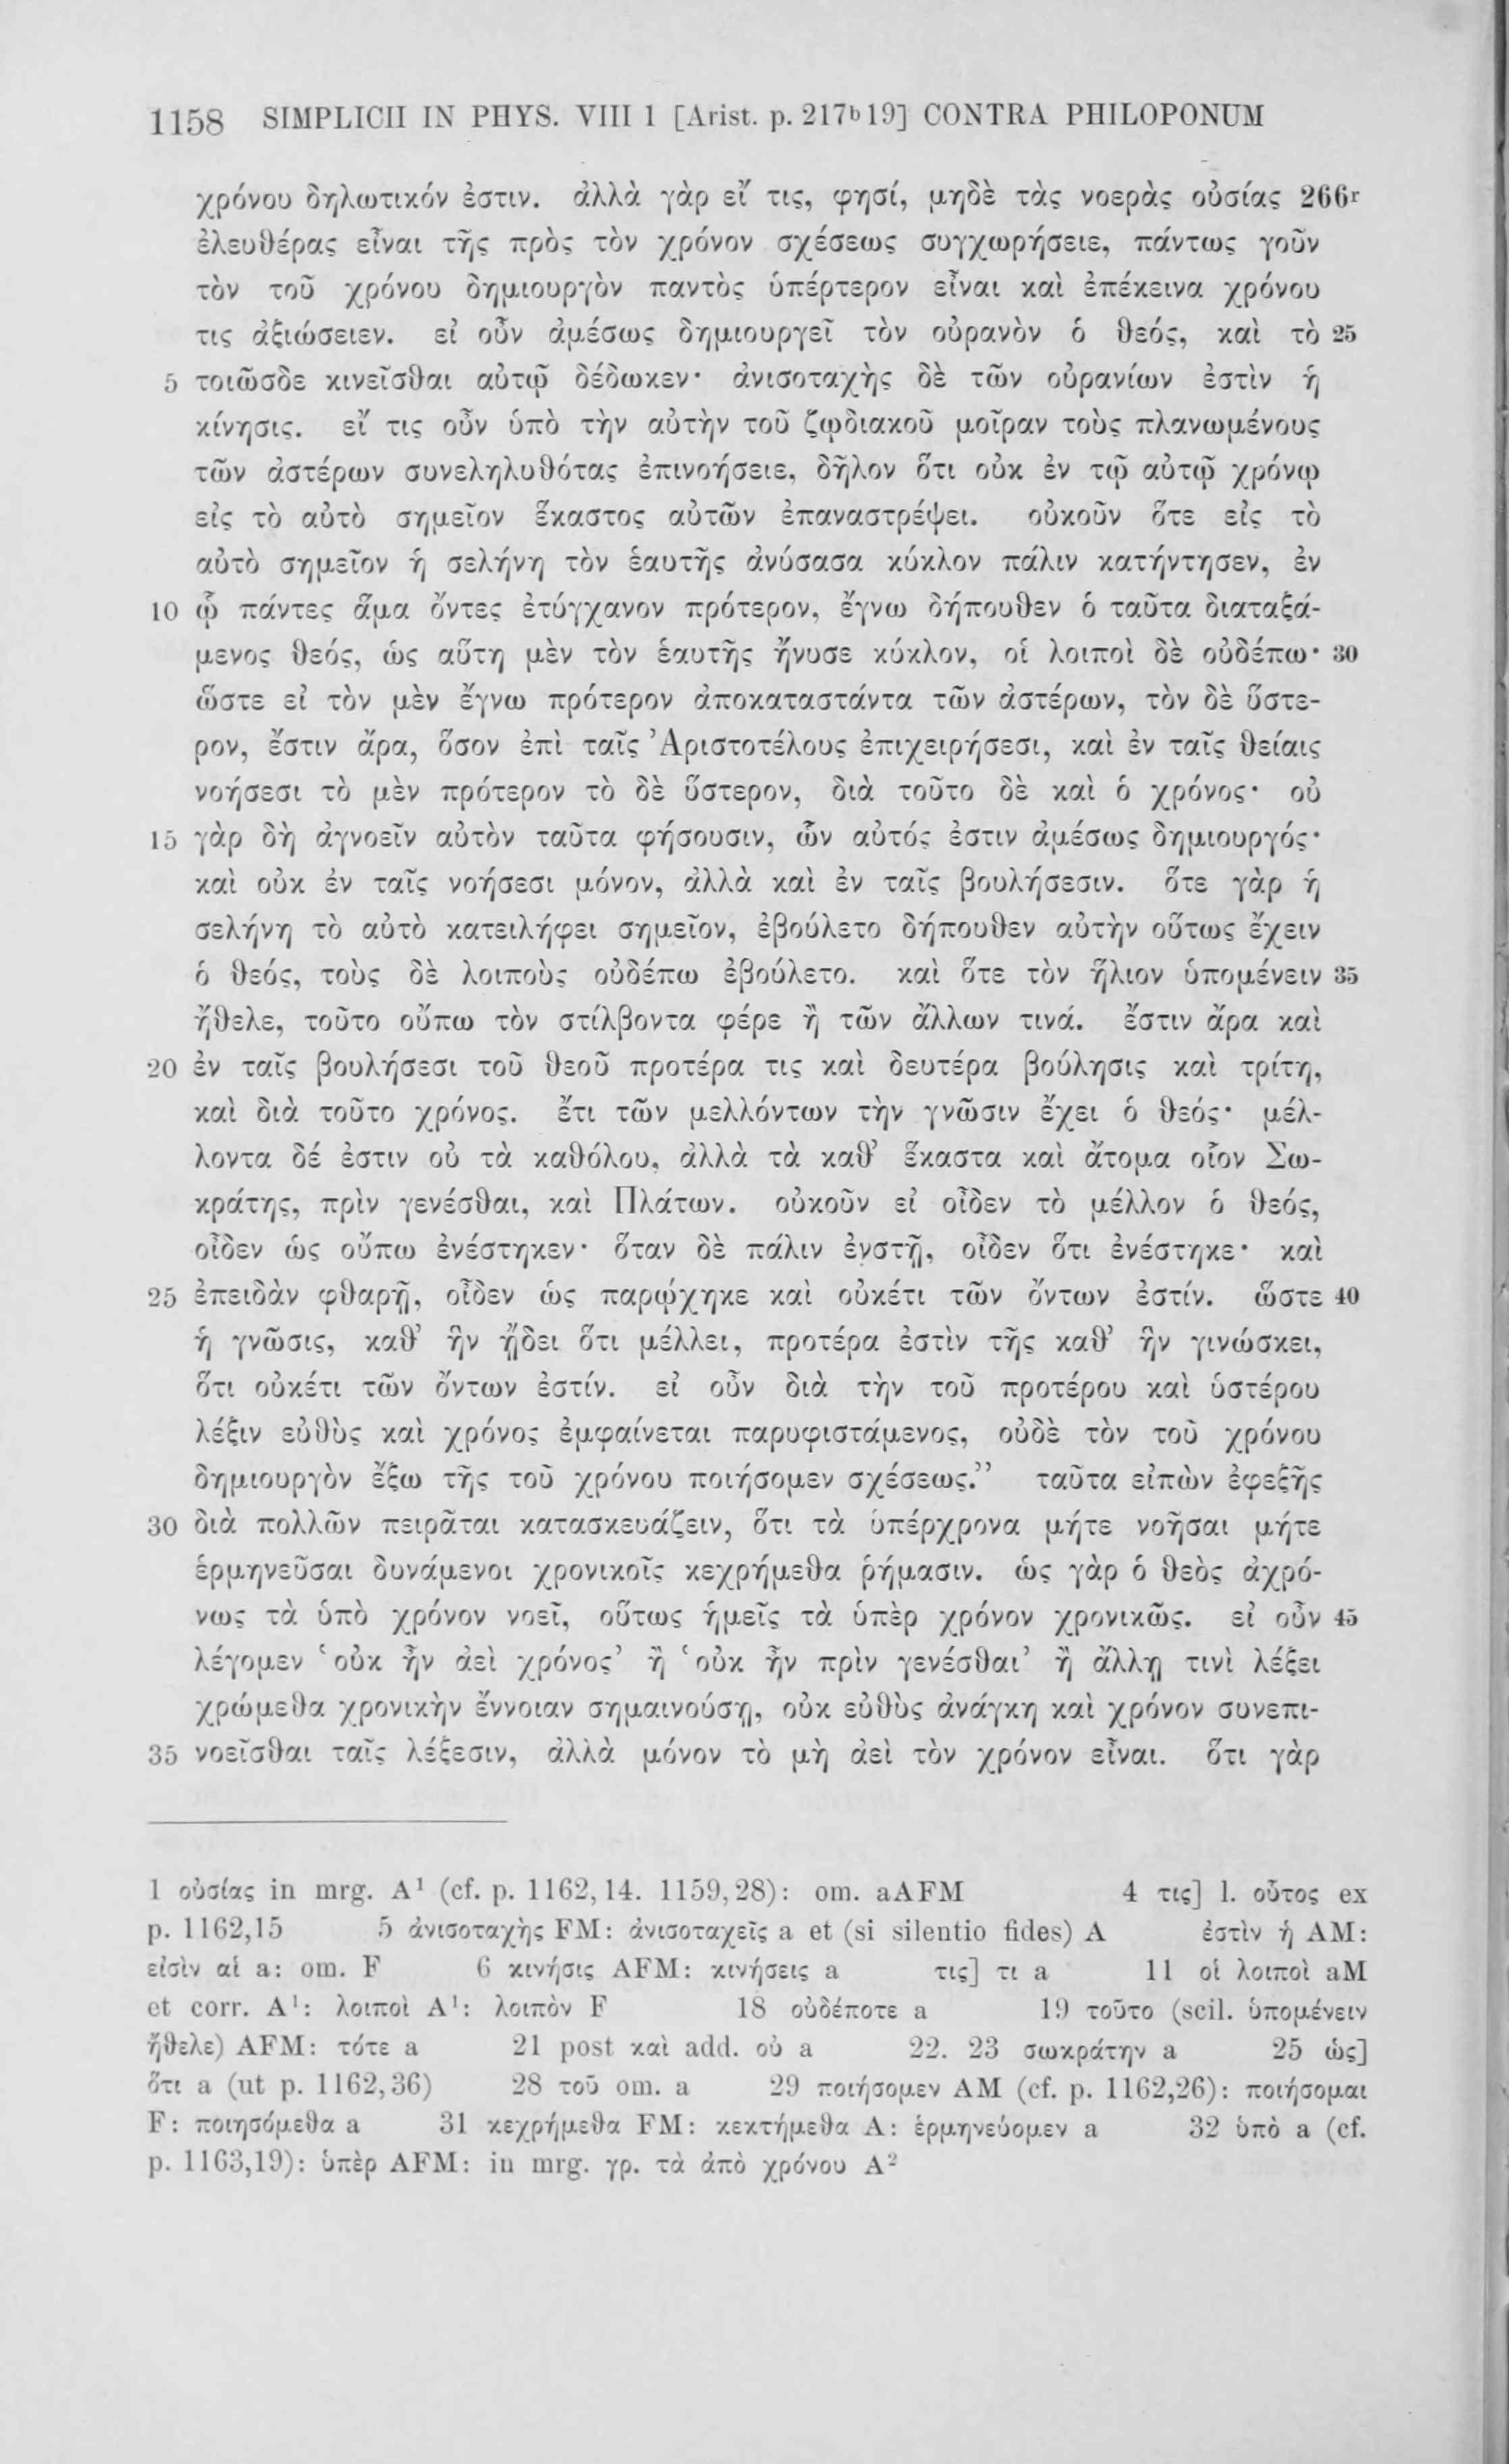 1158 SIMPLICII IN PHYS. VIII 1 [Arist. p. 217b19] CONTRA PHILOPONUM
χρόνου δηλωτικόν ἐστιν. ἀλλὰ γὰρ εἴ τις, φησί, μηδὲ τὰς νοερὰς οὐσίας 266r
ἐλευθέρας εἶναι τῆς πρὸς τὸν χρόνον σχέσεως συγχωρήσειε, πάντως γοῦν
τὸν τοῦ χρόνου δημιουργὸν παντὸς ὑπέρτερον εἶναι καὶ ἐπέκεινα χρόνου
τις ἀξιώσειεν. εἰ οὖν ἀμέσως δημιουργεῖ τὸν οὐρανὸν ὁ θεός, καὶ τὸ 25
5 τοιῶσδε κινεῖσθαι αὐτῷ δέδωκεν· ἀνισοταχὴς δὲ τῶν οὐρανίων ἐστὶν ἡ
κίνησις. εἴ τις οὖν ὑπὸ τὴν αὐτὴν τοῦ ζῳδιακοῦ μοῖραν τοὺς πλανωμένους
τῶν ἀστέρων συνεληλυθότας ἐπινοήσειε, δῆλον ὅτι οὐκ ἐν τῷ αὐτῷ χρόνῳ
εἰς τὸ αὐτὸ σημεῖον ἕκαστος αὐτῶν ἐπαναστρέψει. οὐκοῦν ὅτε εἰς τὸ
αὐτὸ σημεῖον ἡ σελήνη τὸν ἑαυτῆς ἀνύσασα κύκλον πάλιν κατήντησεν, ἐν
10 ᾧ πάντες ἅμα ὄντες ἐτύγχανον πρότερον, ἔγνω δήπουθεν ὁ ταῦτα διαταξά-
μενος θεός, ὡς αὕτη μὲν τὸν ἑαυτῆς ἤνυσε κύκλον, οἱ λοιποὶ δὲ οὐδέπω· 30
ὥστε εἰ τὸν μὲν ἔγνω πρότερον ἀποκαταστάντα τῶν ἀστέρων, τὸν δὲ ὕστε-
ρον, ἔστιν ἄρα, ὅσον ἐπὶ ταῖς Ἀριστοτέλους ἐπιχειρήσεσι, καὶ ἐν ταῖς θείαις
νοήσεσι τὸ μὲν πρότερον τὸ δὲ ὕστερον, διὰ τοῦτο δὲ καὶ ὁ χρόνος· οὐ
15 γὰρ δὴ ἀγνοεῖν αὐτὸν ταῦτα φήσουσιν, ὧν αὐτός ἐστιν ἀμέσως δημιουργός·
καὶ οὐκ ἐν ταῖς νοήσεσι μόνον, ἀλλὰ καὶ ἐν ταῖς βουλήσεσιν. ὅτε γὰρ ἡ
σελήνη τὸ αὐτὸ κατειλήφει σημεῖον, ἐβούλετο δήπουθεν αὐτὴν οὕτως ἔχειν
ὁ θεός, τοὺς δὲ λοιποὺς οὐδέπω ἐβούλετο. καὶ ὅτε τὸν ἥλιον ὑπομένειν 35
ἤθελε, τοῦτο οὔπω τὸν στίλβοντα φέρε ἢ τῶν ἄλλων τινά. ἔστιν ἄρα καὶ
20 ἐν ταῖς βουλήσεσι τοῦ θεοῦ προτέρα τις καὶ δευτέρα βούλησις καὶ τρίτη,
καὶ διὰ τοῦτο χρόνος. ἔτι τῶν μελλόντων τὴν γνῶσιν ἔχει ὁ θεός· μέλ-
λοντα δέ ἐστιν οὐ τὰ καθόλου, ἀλλὰ τὰ καθ' ἕκαστα καὶ ἄτομα οἷον Σω-
κράτης, πρὶν γενέσθαι, καὶ Πλάτων. οὐκοῦν εἰ οἶδεν τὸ μέλλον ὁ θεός,
οἶδεν ὡς οὔπω ἐνέστηκεν· ὅταν δὲ πάλιν ἐνστῇ, οἶδεν ὅτι ἐνέστηκε· καὶ
25 ἐπειδὰν φθαρῇ, οἶδεν ὡς παρῴχηκε καὶ οὐκέτι τῶν ὄντων ἐστίν. ὥστε 40
ἡ γνῶσις, καθ' ἣν ᾔδει ὅτι μέλλει, προτέρα ἐστὶν τῆς καθ' ἣν γινώσκει,
ὅτι οὐκέτι τῶν ὄντων ἐστίν. εἰ οὖν διὰ τὴν τοῦ προτέρου καὶ ὑστέρου
λέξιν εὐθὺς καὶ χρόνος ἐμφαίνεται παρυφιστάμενος, οὐδὲ τὸν τοῦ χρόνου
δημιουργὸν ἔξω τῆς τοῦ χρόνου ποιήσομεν σχέσεως.” ταῦτα εἰπὼν ἐφεξῆς
30 διὰ πολλῶν πειρᾶται κατασκευάζειν, ὅτι τὰ ὑπέρχρονα μήτε νοῆσαι μήτε
ἑρμηνεῦσαι δυνάμενοι χρονικοῖς κεχρήμεθα ῥήμασιν. ὡς γὰρ ὁ θεὸς ἀχρό-
νως τὰ ὑπὸ χρόνον νοεῖ, οὕτως ἡμεῖς τὰ ὑπὲρ χρόνον χρονικῶς. εἰ οὖν 45
λέγομεν ‘οὐκ ἦν ἀεὶ χρόνος’ ἢ ‘οὐκ ἦν πρὶν γενέσθαι’ ἢ ἄλλῃ τινὶ λέξει
χρώμεθα χρονικὴν ἔννοιαν σημαινούσῃ, οὐκ εὐθὺς ἀνάγκη καὶ χρόνον συνεπι-
35 νοεῖσθαι ταῖς λέξεσιν, ἀλλὰ μόνον τὸ μὴ ἀεὶ τὸν χρόνον εἶναι. ὅτι γὰρ
1 οὐσίας in mrg. A¹ (cf. p. 1162,14. 1159,28): om. aAFM 4 τις] l. οὗτος ex
p. 1162,15 5 ἀνισοταχὴς FM: ἀνισοταχεῖς a et (si silentio fides) A ἐστὶν ἡ AM:
εἰσὶν αἱ a: om. F 6 κινήσις AFM: κινήσεις a τις] τι a 11 οἱ λοιποὶ aM
et corr. A¹: λοιποὶ A¹: λοιπὸν F 18 οὐδέποτε a 19 τοῦτο (scil. ὑπομένειν
ἤθελε) AFM: τότε a 21 post καὶ add. οὐ a 22. 23 σωκράτην a 25 ὡς]
ὅτι a (ut p. 1162,36) 28 τοῦ om. a 29 ποιήσομεν AM (cf. p. 1162,26): ποιήσομαι
F: ποιησόμεθα a 31 κεχρήμεθα FM: κεκτήμεθα A: ἑρμηνεύομεν a 32 ὑπὸ a (cf.
p. 1163,19): ὑπὲρ AFM: in mrg. γρ. τὰ ἀπὸ χρόνου A²